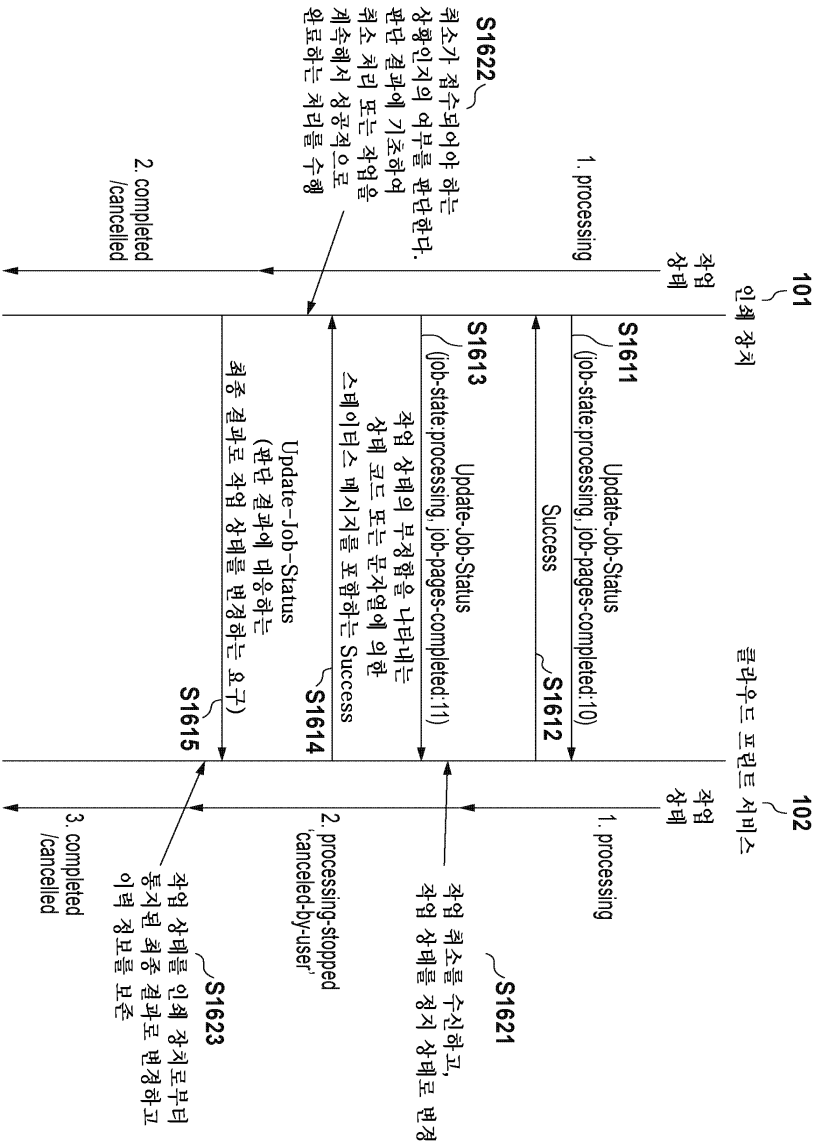 101
인쇄 장치
클라우드 프린트 서비스
102
작업
상태
작업
상태
1. processing
1. processing
S1611
Update-Job-Status
(job-state:processing, job-pages-completed:10)
Success
S1612
S1621
작업 취소를 수신하고,
작업 상태를 정지 상태로 변경
S1613
Update-Job-Status
(job-state:processing, job-pages-completed:11)
작업 상태의 부정합을 나타내는
상태 코드 또는 문자열에 의한
스테이터스 메시지를 포함하는 Success
S1614
2. processing-stopped
'canceled-by-user'
S1622
취소가 접수되어야 하는
상황인지의 여부를 판단한다.
판단 결과에 기초하여
취소 처리 또는 작업을
계속해서 성공적으로
완료하는 처리를 수행
2. completed
/cancelled
Update-Job-Status
(판단 결과에 대응하는
최종 결과로 작업 상태를 변경하는 요구)
S1615
S1623
작업 상태를 인쇄 장치로부터
통지된 최종 결과로 변경하고
이력 정보를 보존
3. completed
/cancelled